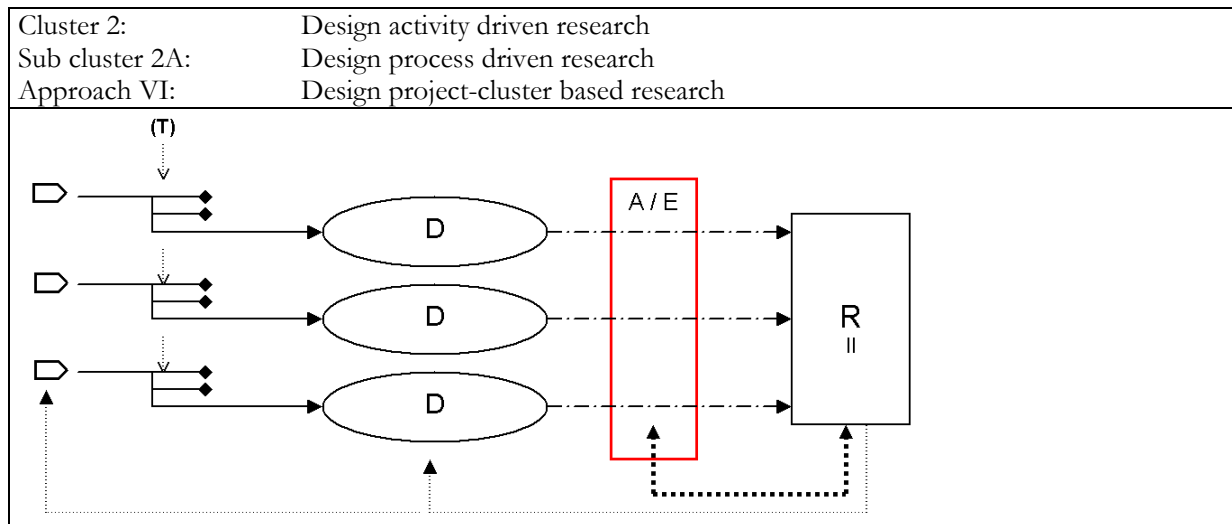 Cluster 2: Design activity driven research
Sub cluster 2A: Design process driven research
Approach VI: Design project-cluster based research
(T)
A / E
D
D
R
II
D